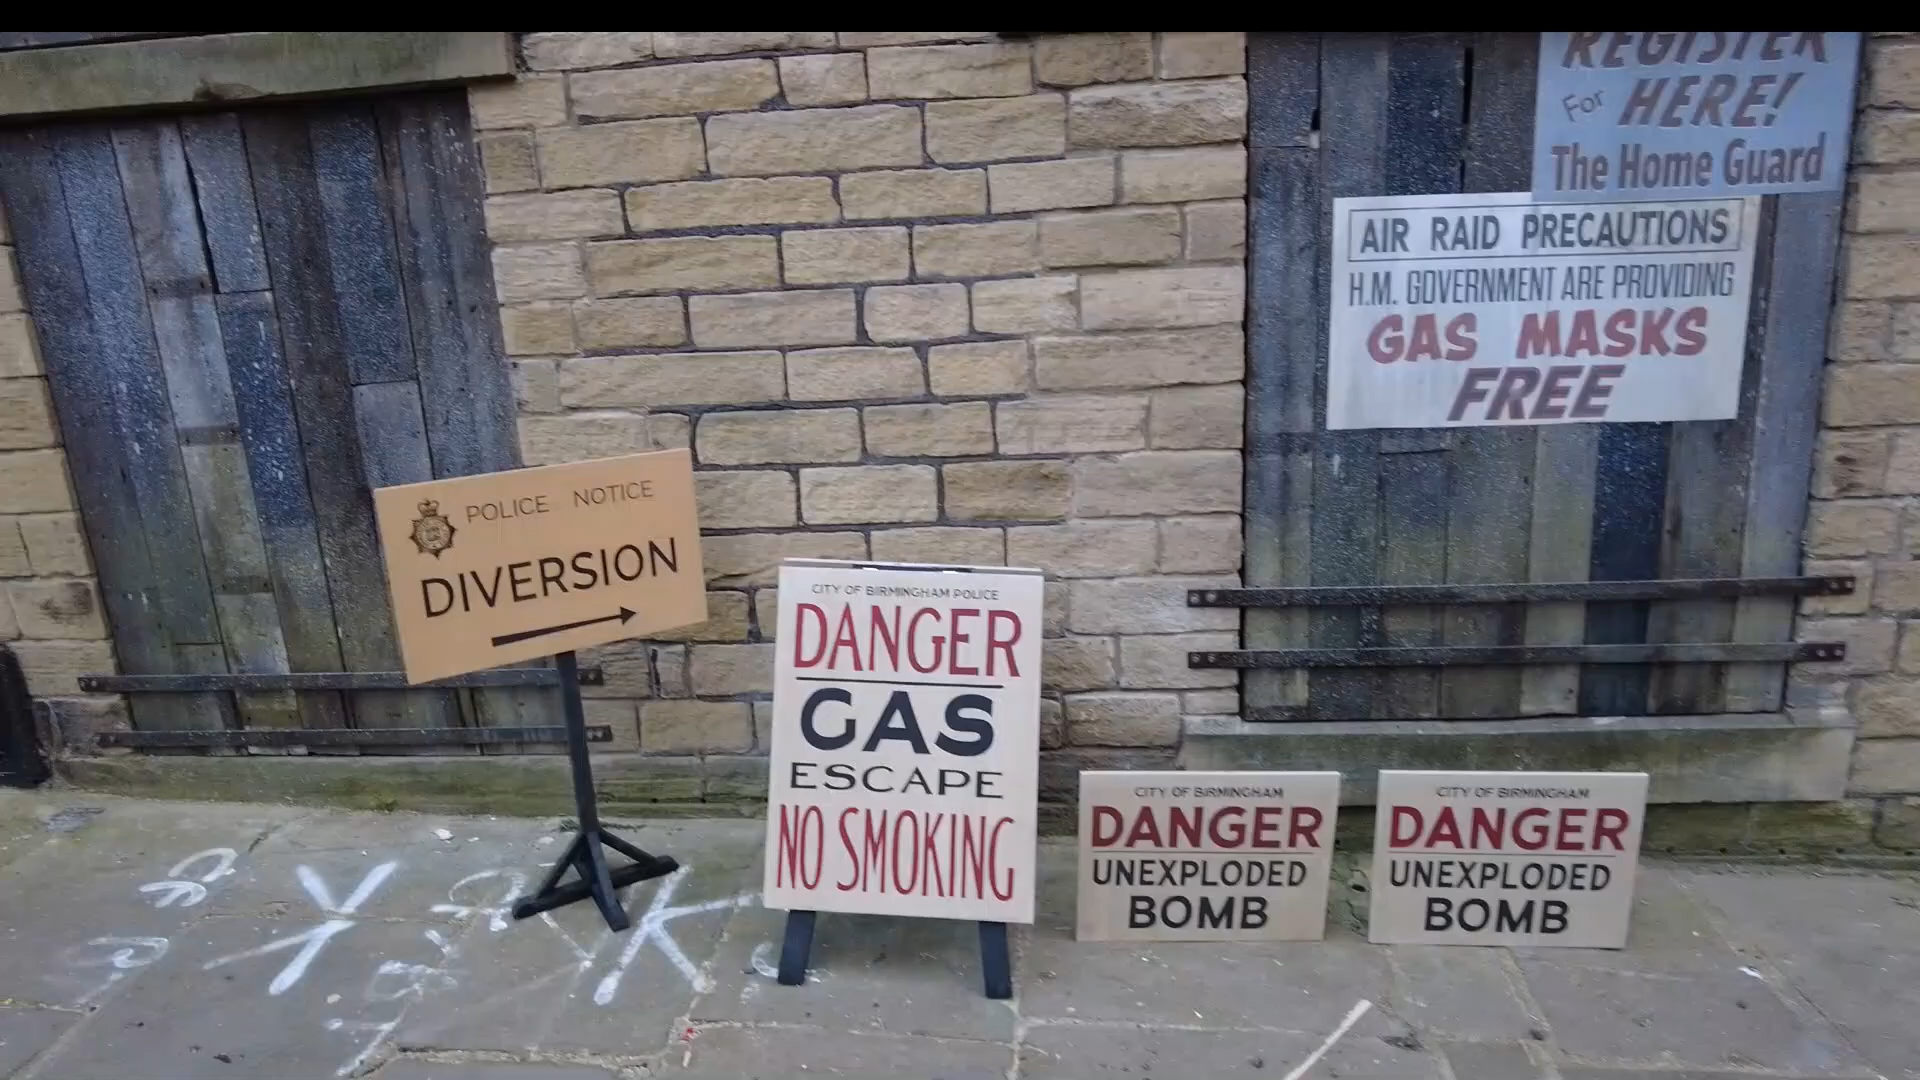 POLICE NOTICE
DIVERSION
CITY OF BIRMINGHAM POLICE
DANGER
GAS
ESCAPE
NO SMOKING
CITY OF BIRMINGHAM
DANGER
UNEXPLODED
BOMB
CITY OF BIRMINGHAM
DANGER
UNEXPLODED
BOMB
REGISTER
For HERE!
The Home Guard
AIR RAID PRECAUTIONS
H.M. GOVERNMENT ARE PROVIDING
GAS MASKS
FREE